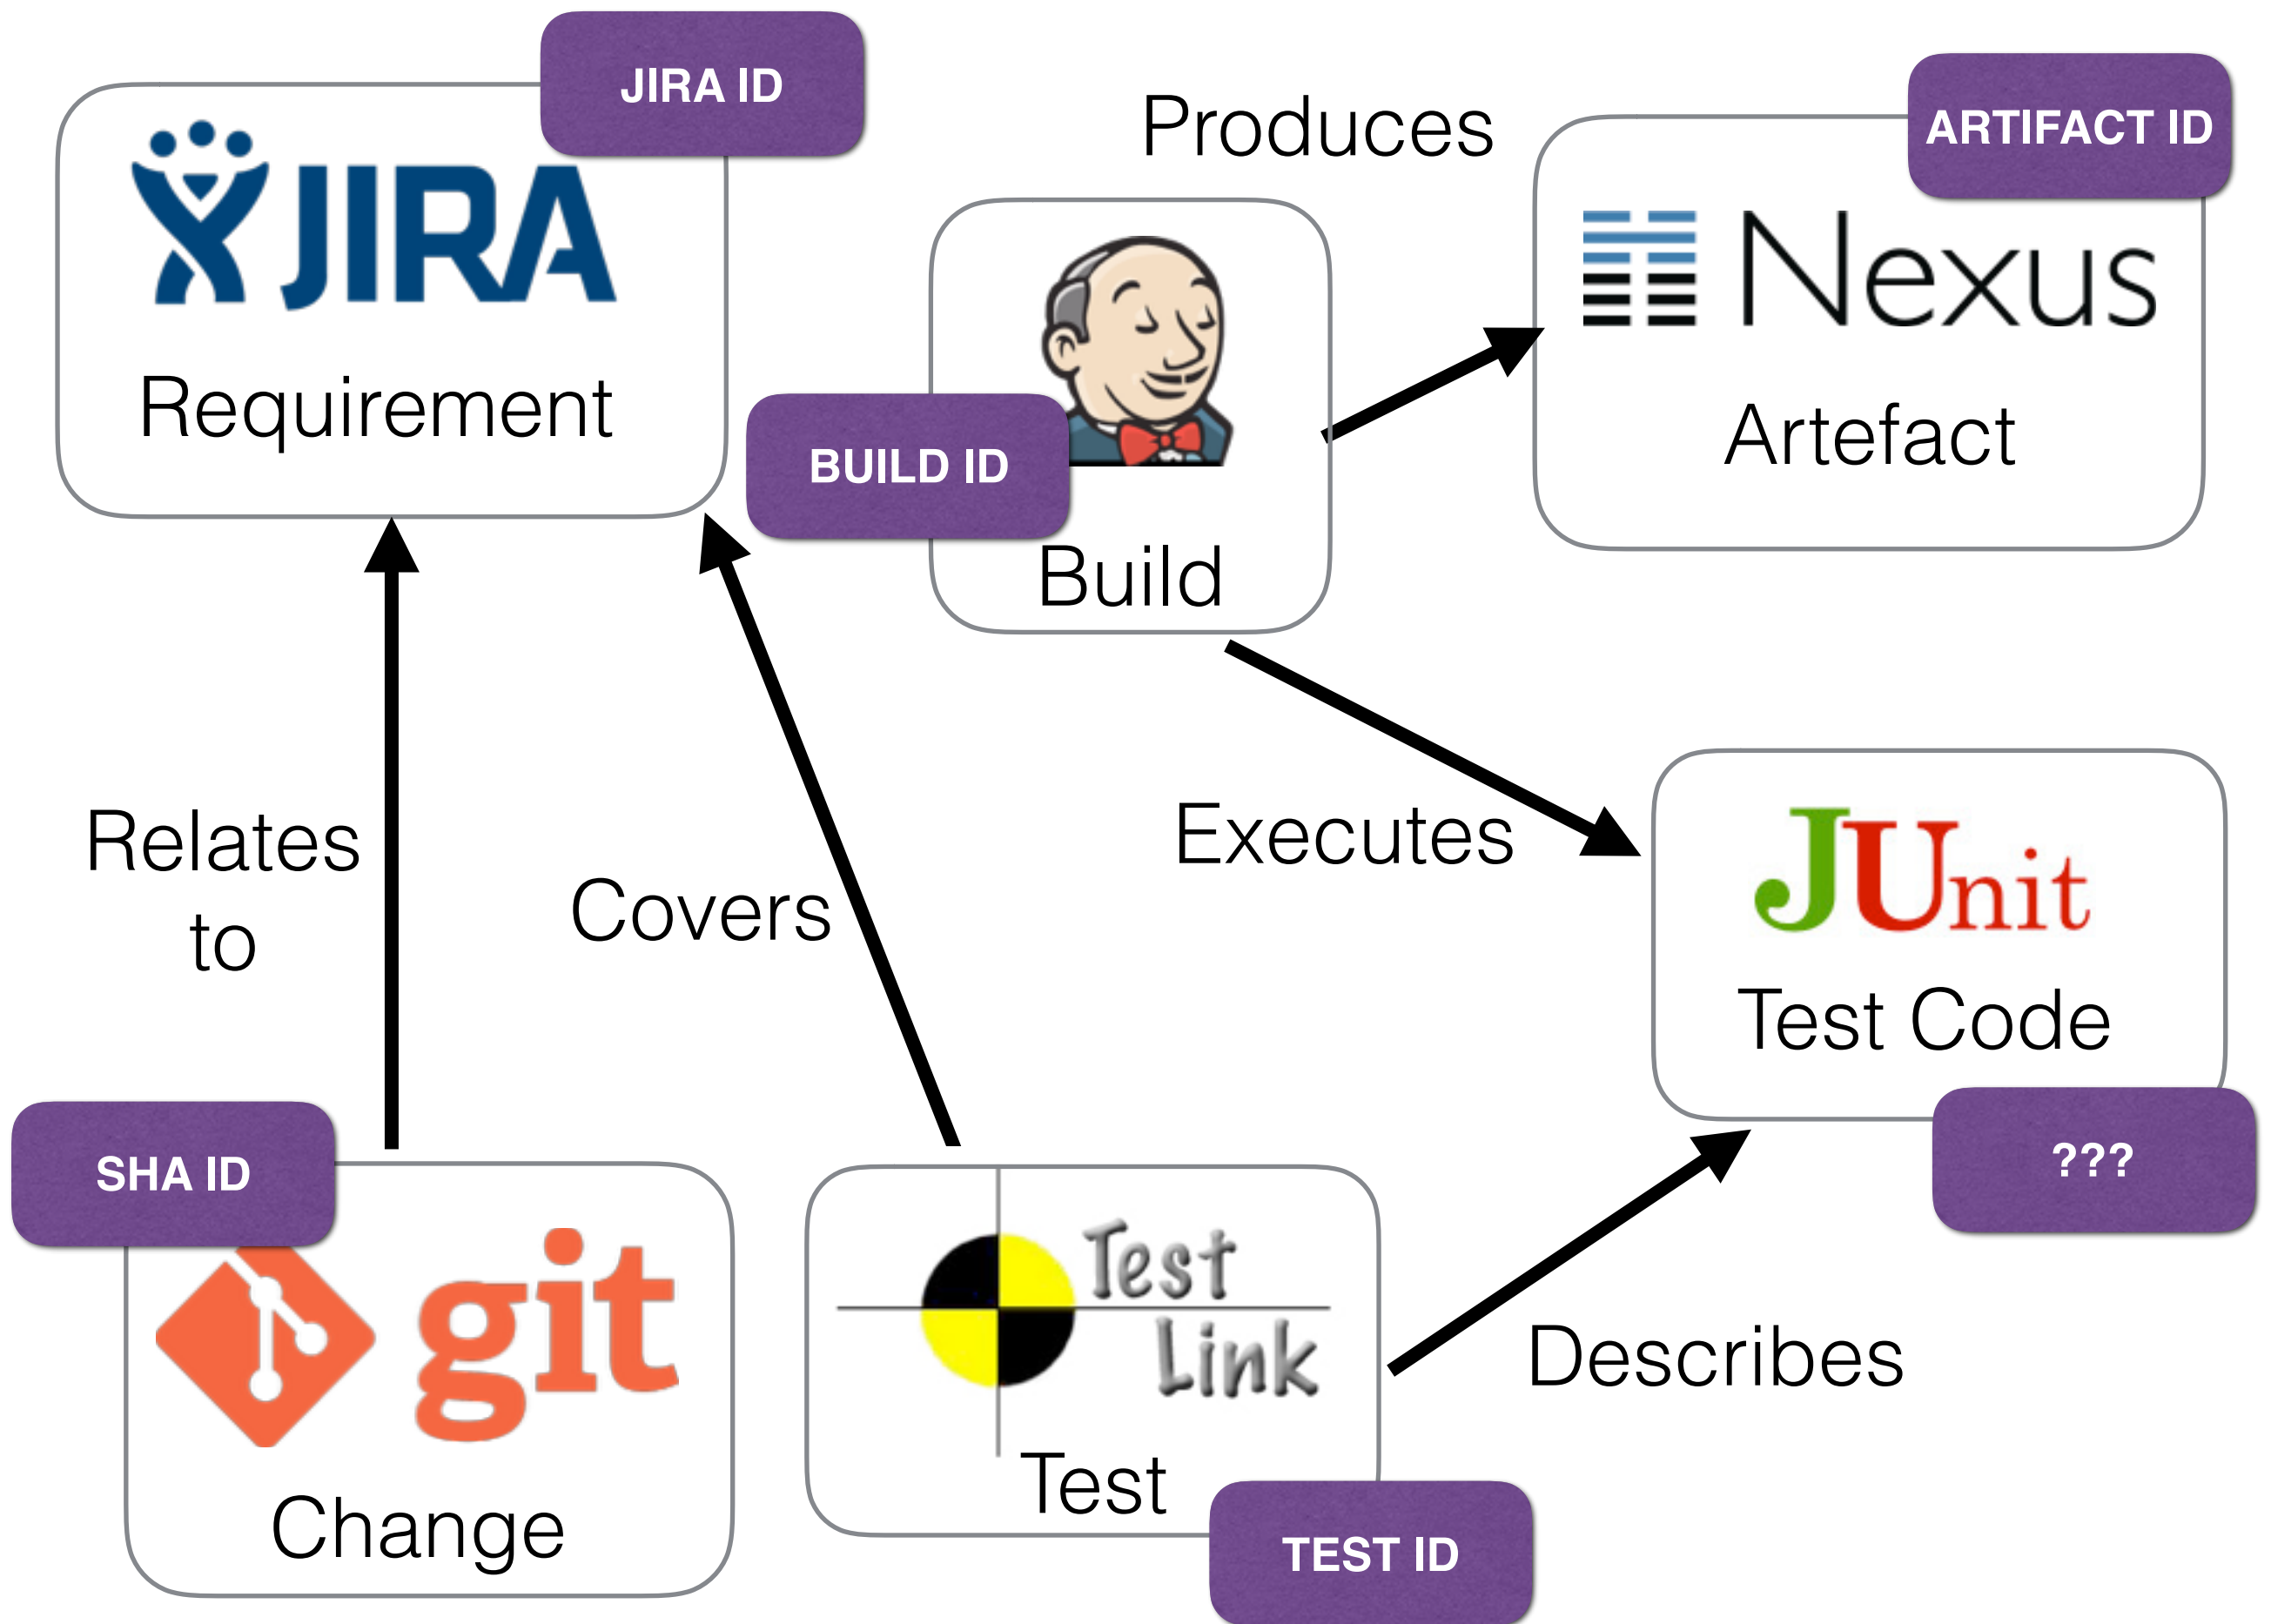 JIRA ID
JIRA
Requirement
Produces
ARTIFACT ID
Nexus
Artefact
BUILD ID
Build
Relates
to
Covers
Executes
JUnit
Test Code
???
SHA ID
git
Change
Test
Link
Test
TEST ID
Describes